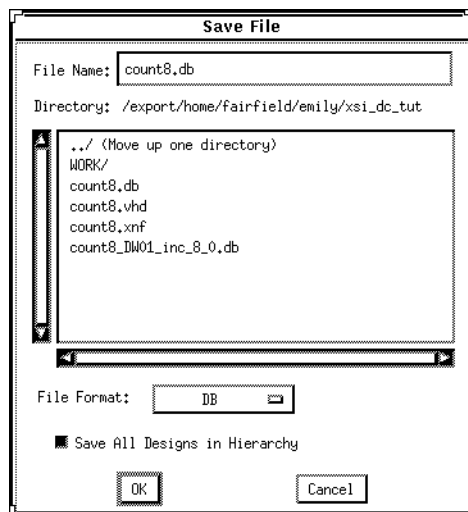 Save File
File Name: count8.db
Directory: /export/home/fairfield/emily/xsi_dc_tut
../ (Move up one directory)
WORK/
count8.db
count8.vhd
count8.xnf
count8_DW01_inc_8_0.db
File Format: DB
Save All Designs in Hierarchy
OK Cancel